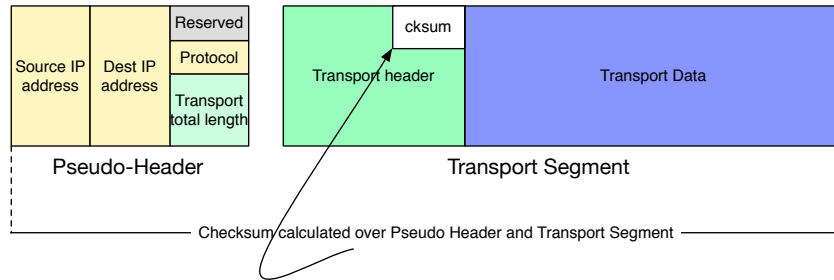 Source IP
address
Dest IP
address
Reserved
Protocol
Transport
total length
cksum
Transport header
Transport Data
Pseudo-Header
Transport Segment
Checksum calculated over Pseudo Header and Transport Segment